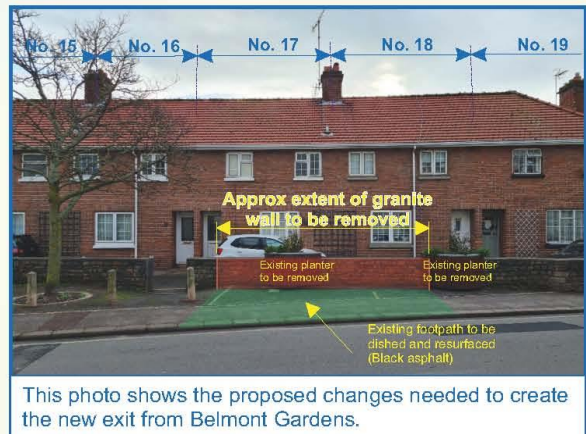 No. 15 No. 16 No. 17 No. 18 No. 19
Approx extent of granite
wall to be removed
Existing planter
to be removed
Existing planter
to be removed
Existing footpath to be
dished and resurfaced
(Black asphalt)
This photo shows the proposed changes needed to create
the new exit from Belmont Gardens.